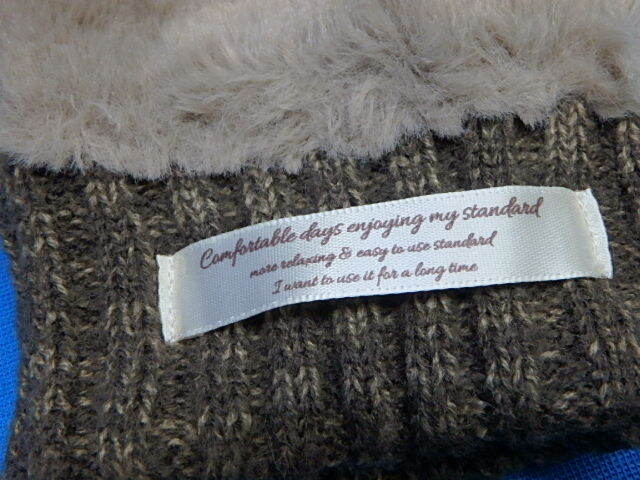 Comfortable days enjoying my standard
more relaxing & easy to use standard
I want to use it for a long time